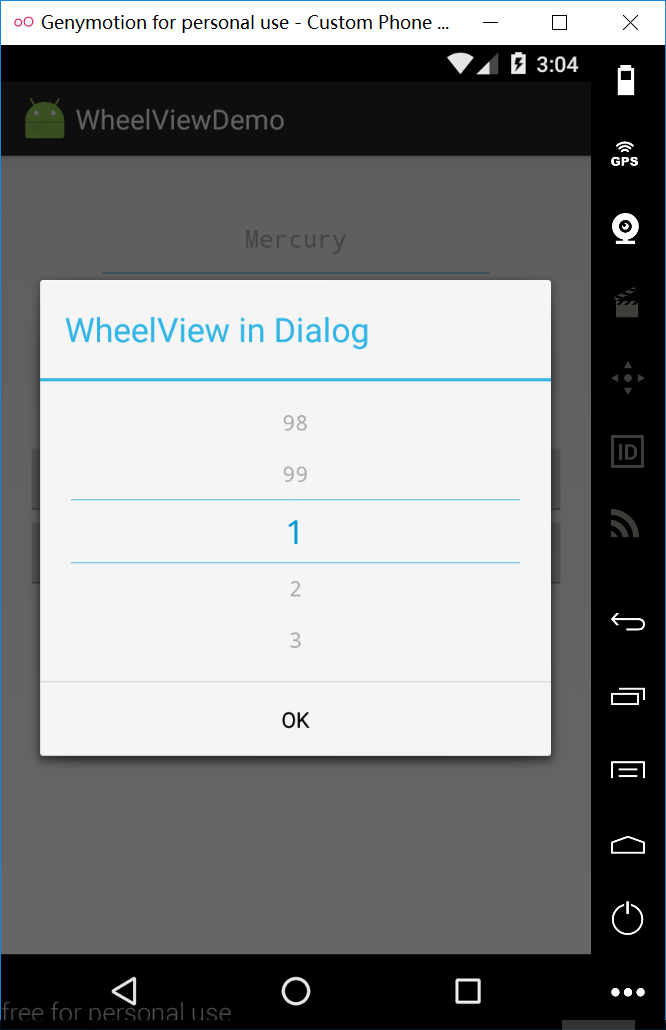 Genymotion for personal use - Custom Phone ...
3:04
WheelViewDemo
GPS
Mercury
WheelView in Dialog
98
99
1
2
3
OK
ID
free for personal use